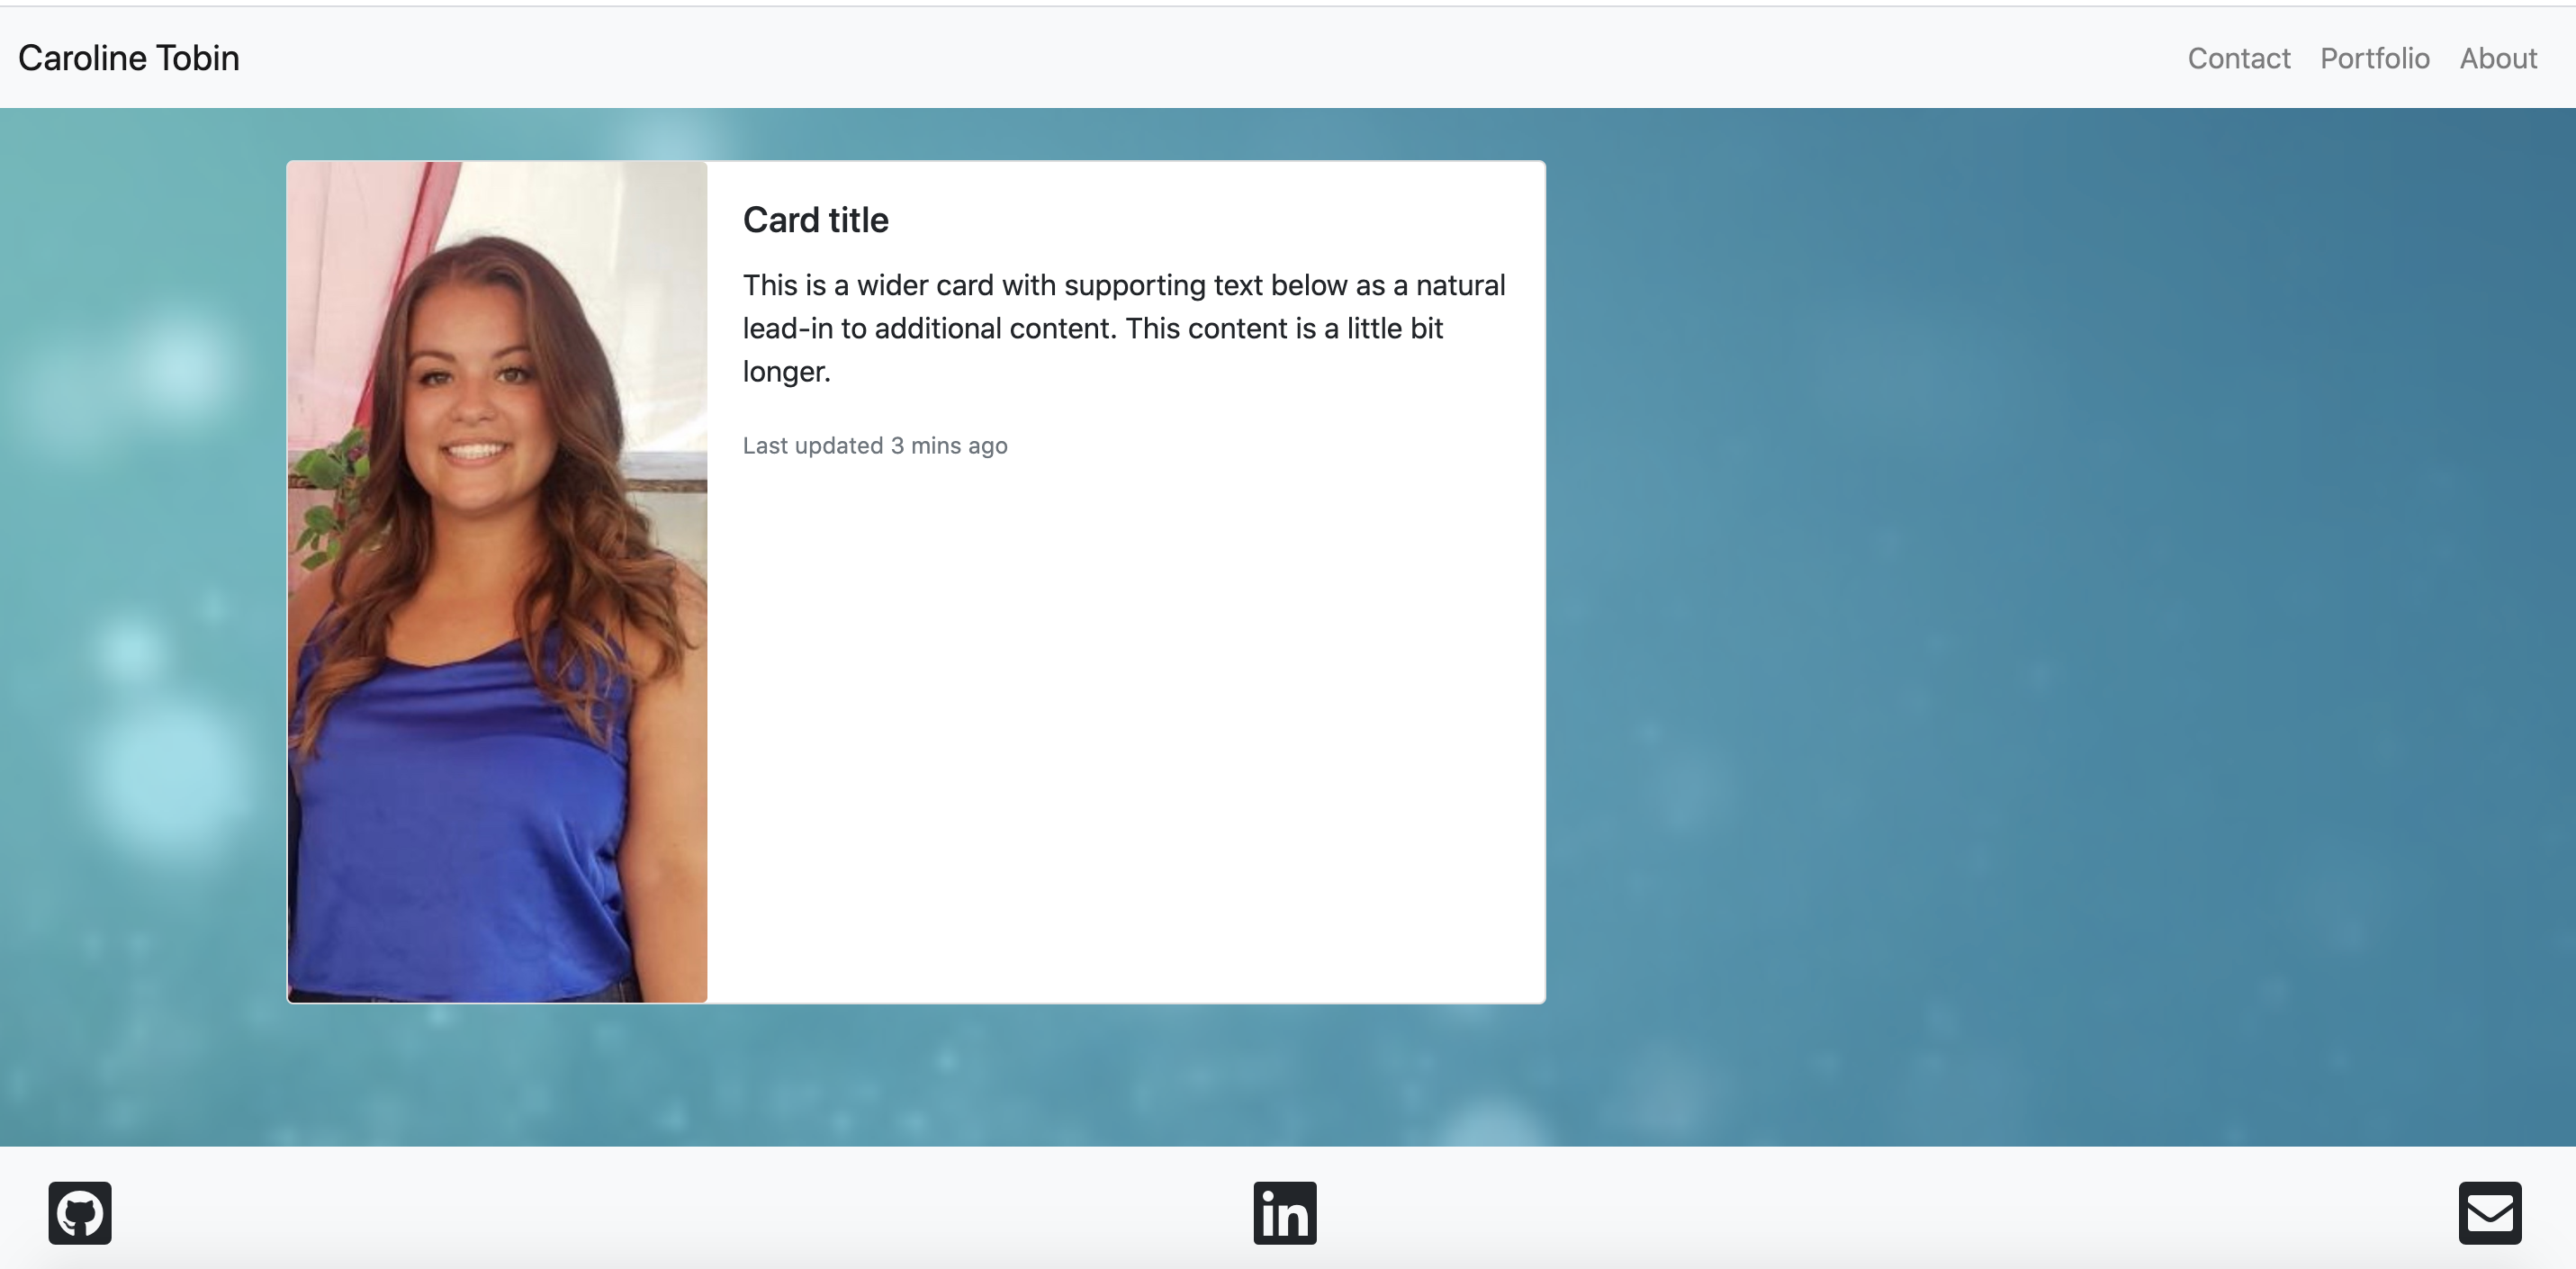 Caroline Tobin
Contact Portfolio About
Card title
This is a wider card with supporting text below as a natural
lead-in to additional content. This content is a little bit
longer.
Last updated 3 mins ago
in